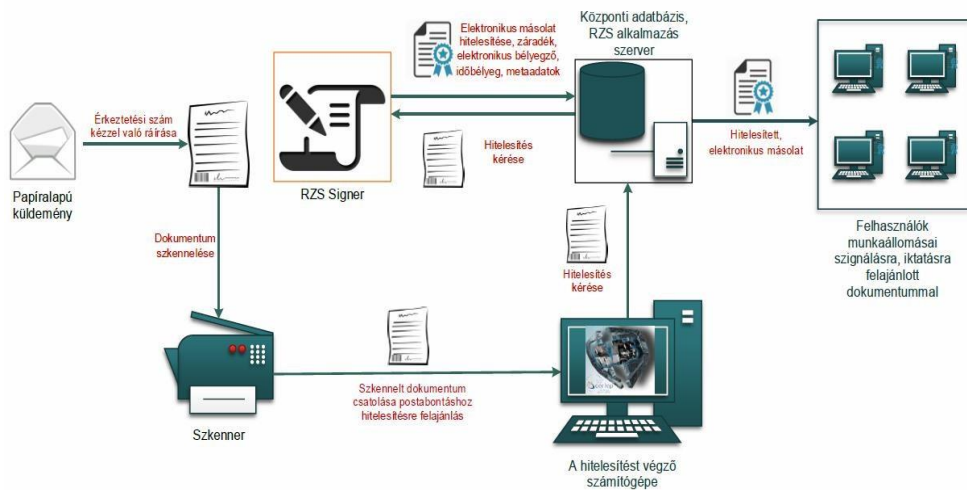 Papíralapú
küldemény
Érkeztetési szám
kézzel való ráírása
Dokumentum
szkennelése
Szkenner
Szkennelt dokumentum
csatolása postabontáshoz
hitelesítésre felajánlás
A hitelesítést végző
számítógépe
Hitelesítés
kérése
RZS Signer
Hitelesítés
kérése
Elektronikus másolat
hitelesítése, záradék,
elektronikus bélyegző,
időbélyeg, metaadatok
Központi adatbázis,
RZS alkalmazás
szerver
Hitelesített,
elektronikus másolat
Felhasználók
munkaállomásai
szignálásra, iktatásra
felajánlott
dokumentummal